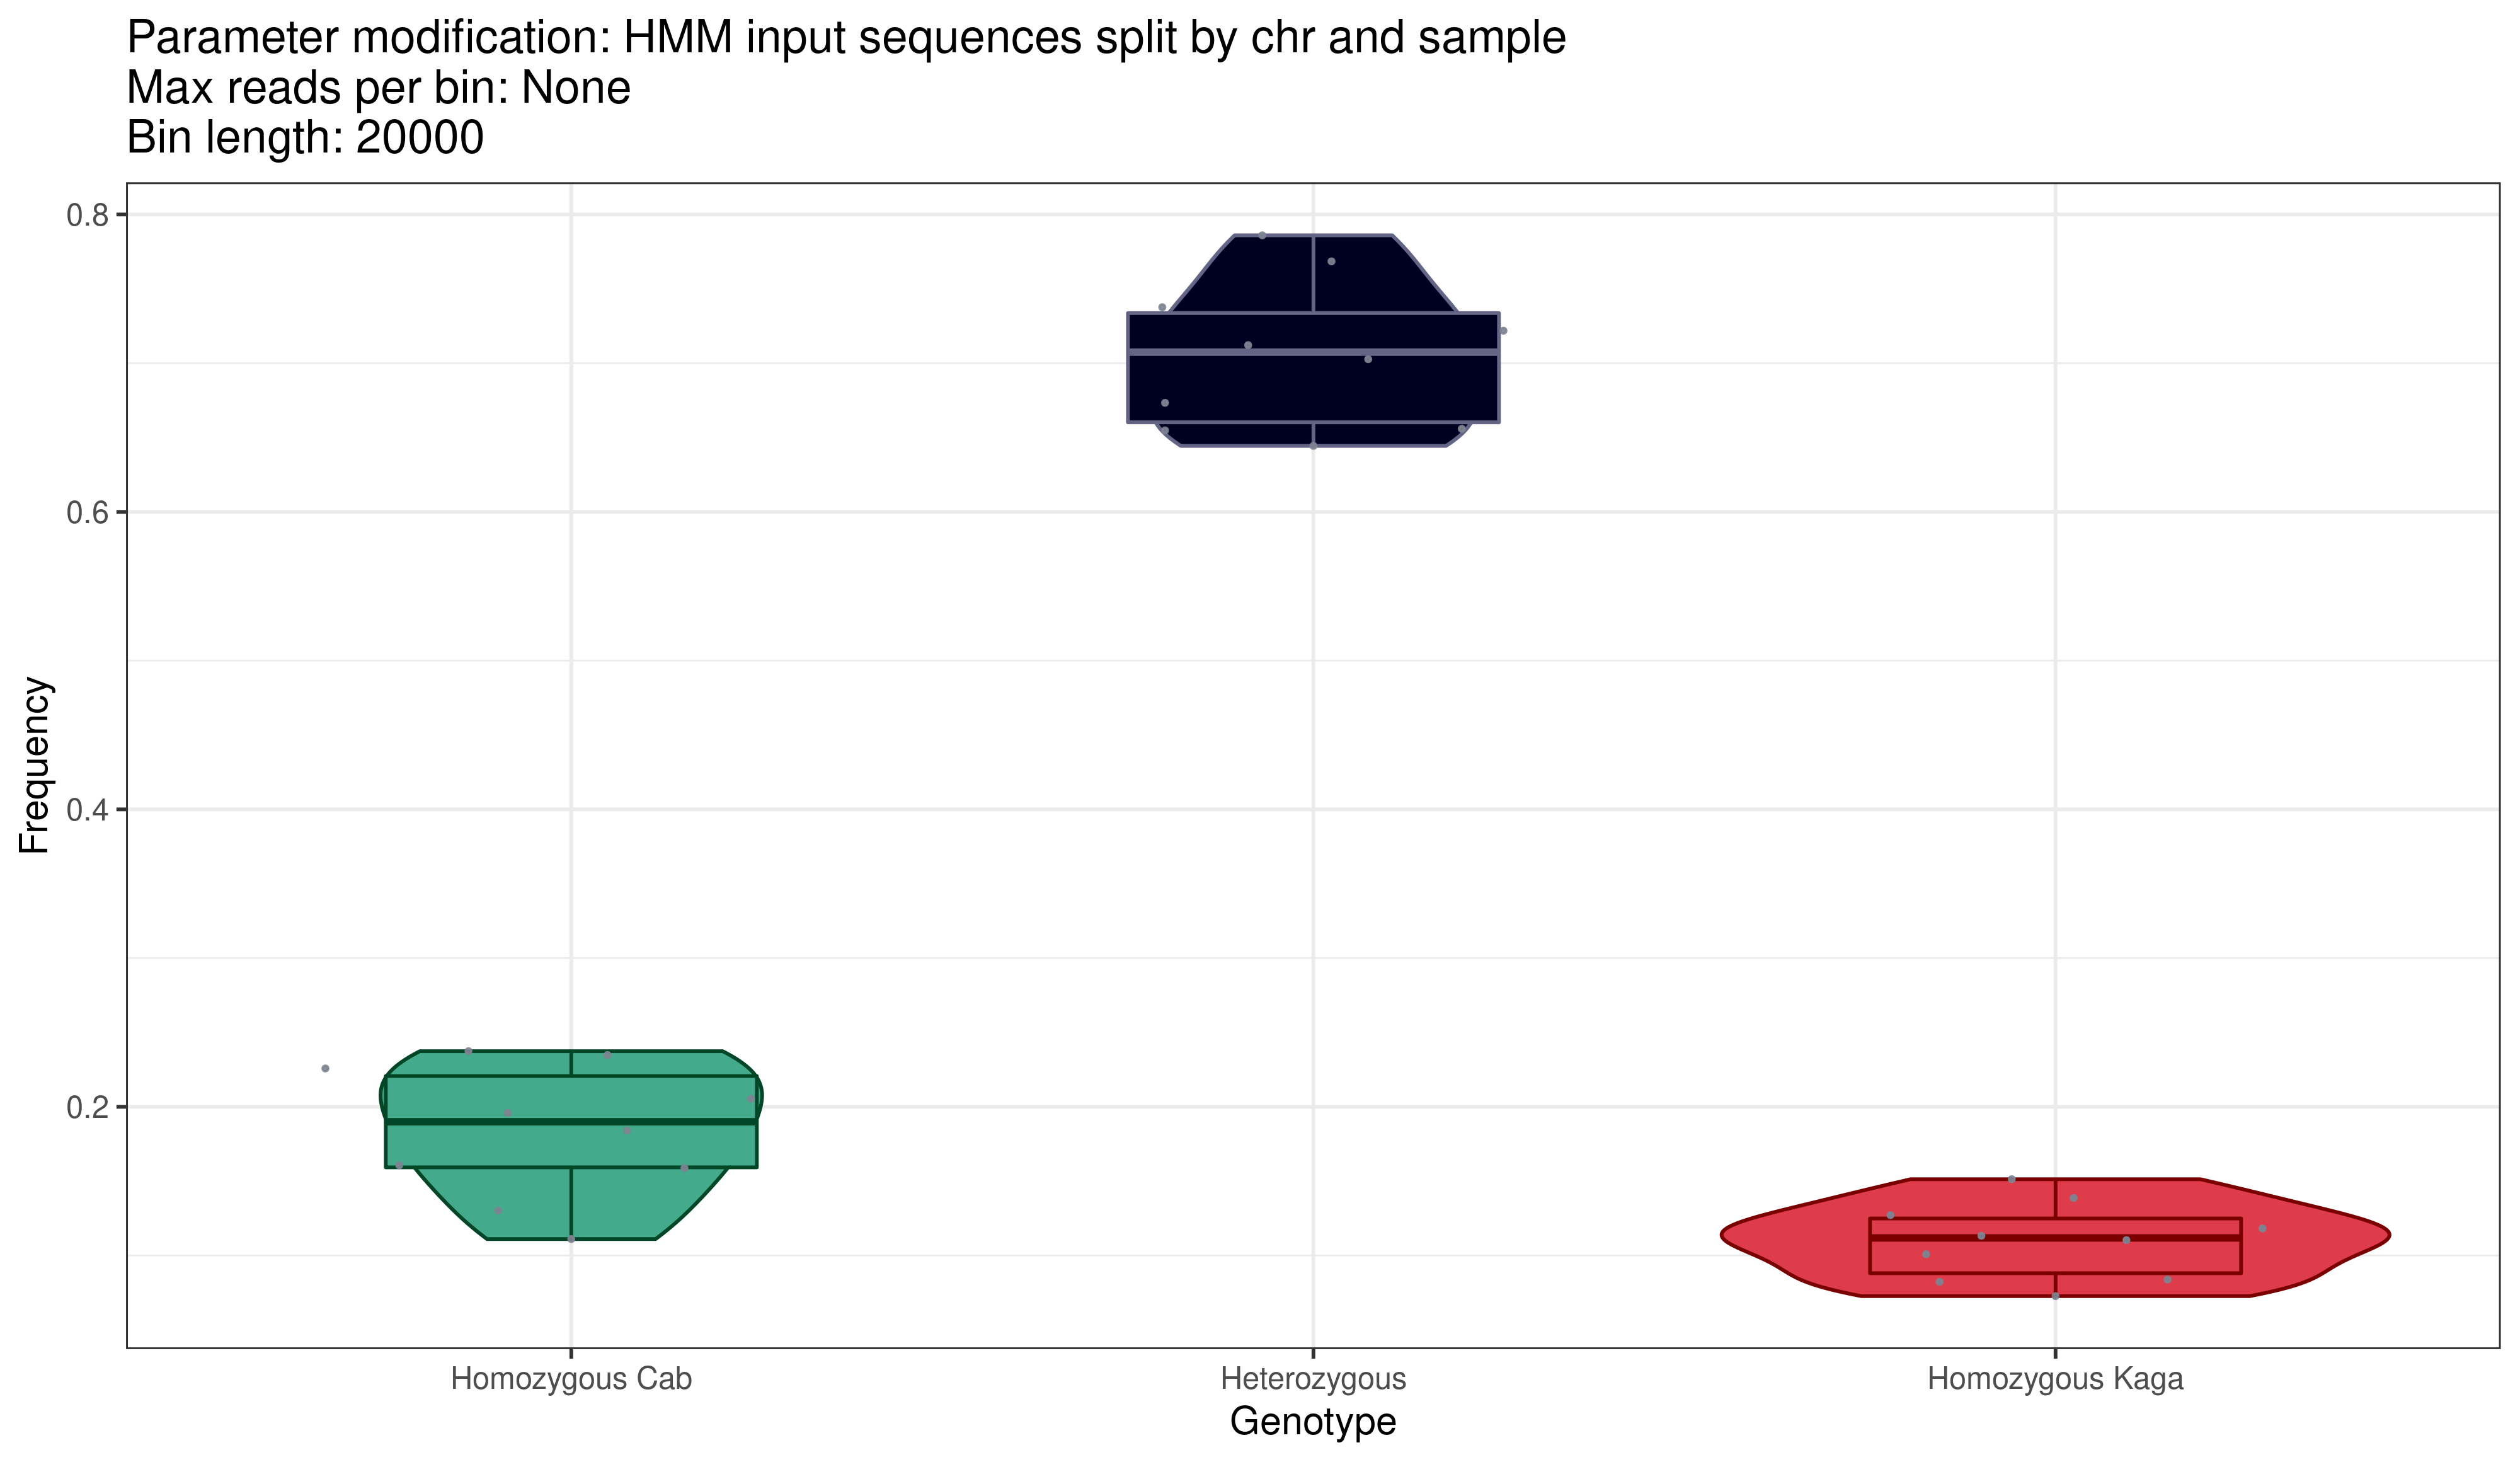 Parameter modification: HMM input sequences split by chr and sample
Max reads per bin: None
Bin length: 20000
0.8
0.6
0.4
0.2
Frequency
Homozygous Cab
Heterozygous
Homozygous Kaga
Genotype